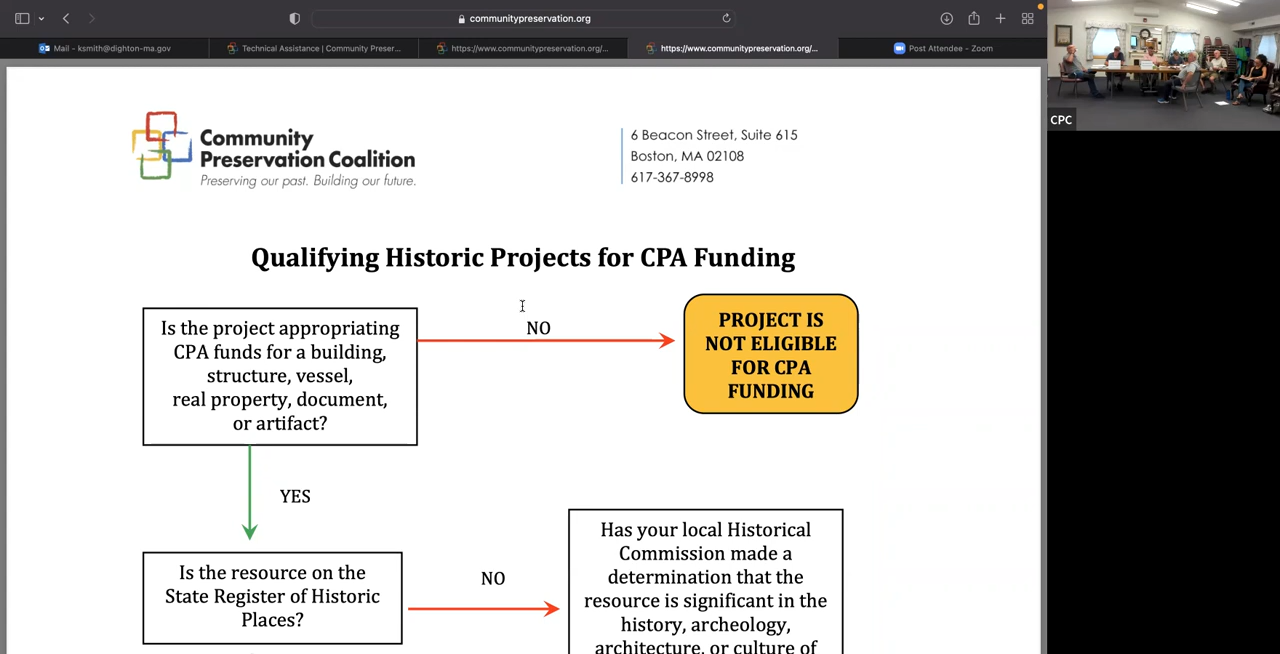 communitypreservation.org
Mail - ksmith@dighton-ma.gov
Technical Assistance | Community Preser...
https://www.communitypreservation.org/...
https://www.communitypreservation.org/...
Post Attendee - Zoom
CPC
Community
Preservation Coalition
Preserving our past. Building our future.
6 Beacon Street, Suite 615
Boston, MA 02108
617-367-8998
Qualifying Historic Projects for CPA Funding
Is the project appropriating
CPA funds for a building,
structure, vessel,
real property, document,
or artifact?
NO
PROJECT IS
NOT ELIGIBLE
FOR CPA
FUNDING
YES
Is the resource on the
State Register of Historic
Places?
NO
Has your local Historical
Commission made a
determination that the
resource is significant in the
history, archeology,
architecture, or culture of